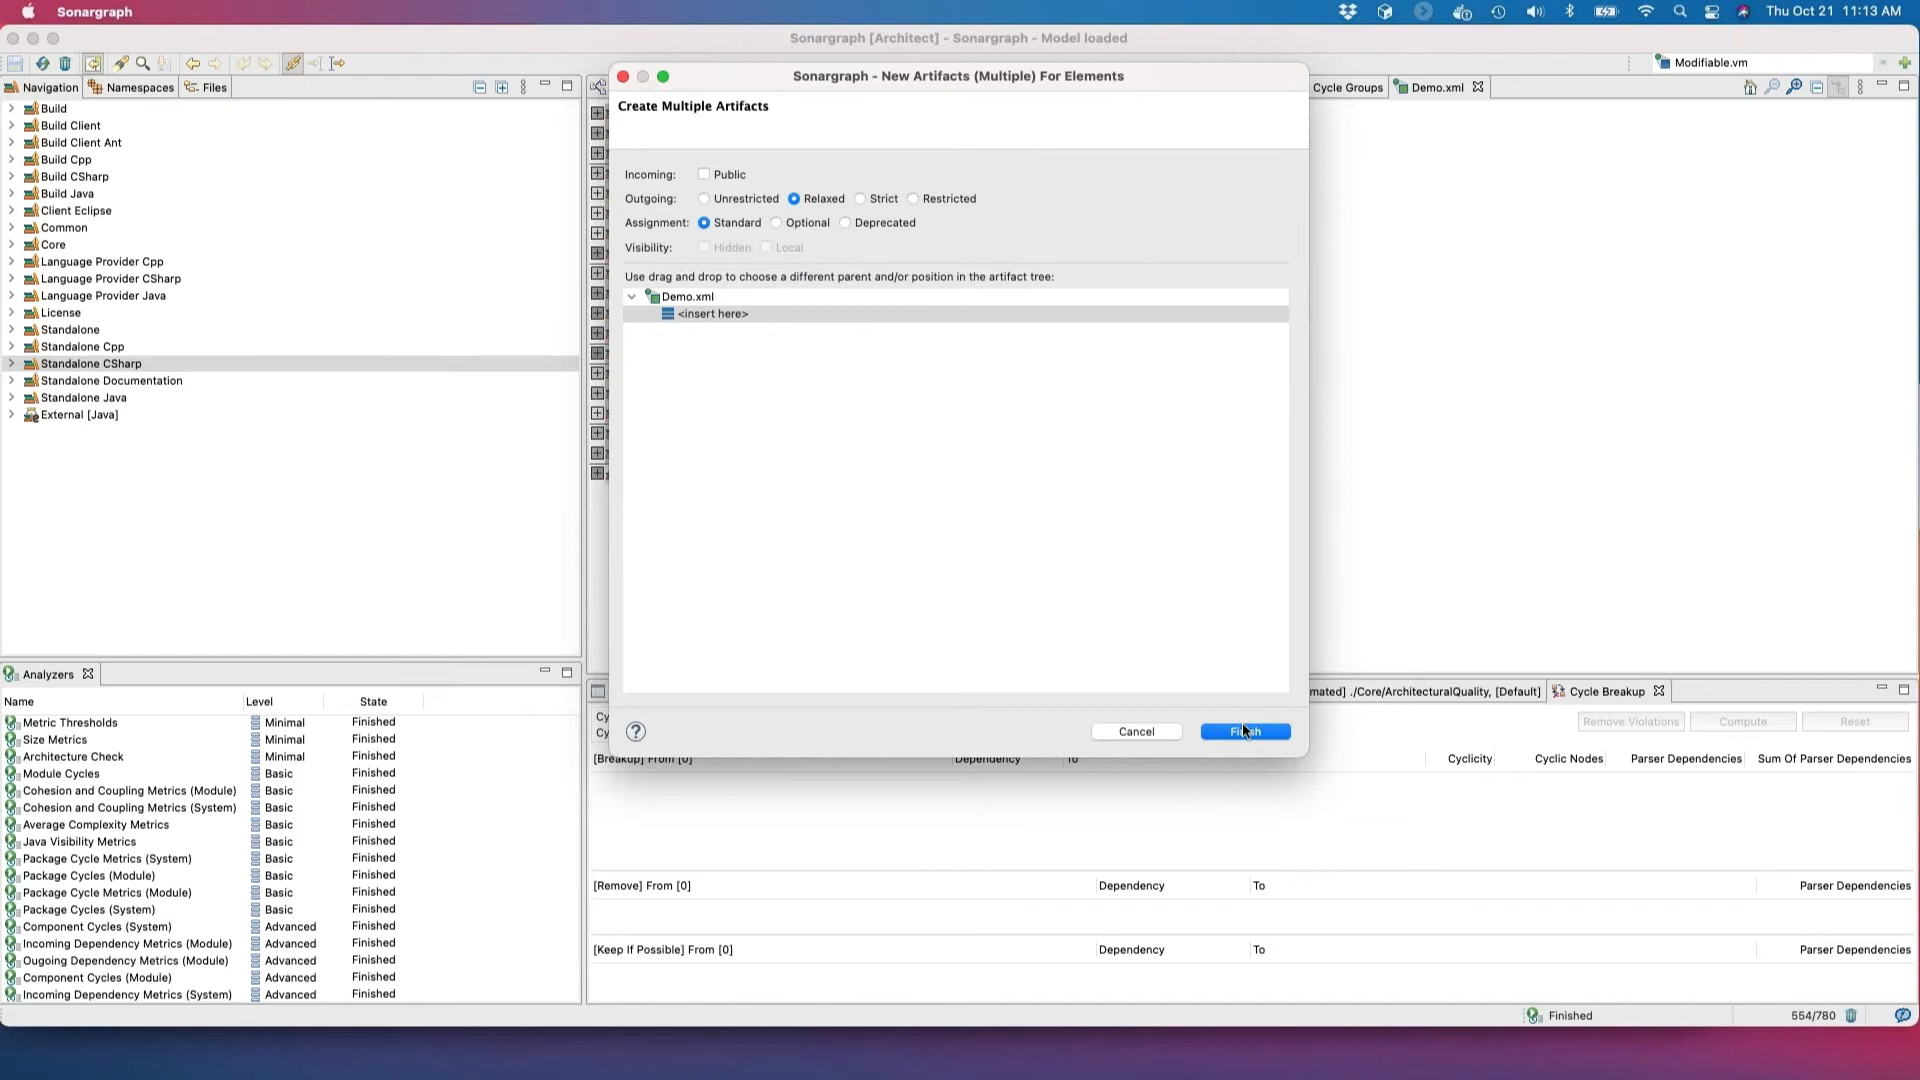 Sonargraph
Thu Oct 21 11:13 AM
Sonargraph [Architect] - Sonargraph - Model loaded
Modifiable.vm
Navigation
Namespaces
Files
Build
Build Client
Build Client Ant
Build Cpp
Build CSharp
Build Java
Client Eclipse
Common
Core
Language Provider Cpp
Language Provider CSharp
Language Provider Java
License
Standalone
Standalone Cpp
Standalone CSharp
Standalone Documentation
Standalone Java
External [Java]
Sonargraph - New Artifacts (Multiple) For Elements
Create Multiple Artifacts
Incoming: Public
Outgoing: Unrestricted Relaxed Strict Restricted
Assignment: Standard Optional Deprecated
Visibility: Hidden Local
Use drag and drop to choose a different parent and/or position in the artifact tree:
Demo.xml
<insert here>
Cancel
Cycle Groups
Demo.xml
Analyzers
Name Level State
Metric Thresholds Minimal Finished
Size Metrics Minimal Finished
Architecture Check Minimal Finished
Module Cycles Basic Finished
Cohesion and Coupling Metrics (Module) Basic Finished
Cohesion and Coupling Metrics (System) Basic Finished
Average Complexity Metrics Basic Finished
Java Visibility Metrics Basic Finished
Package Cycle Metrics (System) Basic Finished
Package Cycles (Module) Basic Finished
Package Cycle Metrics (Module) Basic Finished
Package Cycles (System) Basic Finished
Component Cycles (System) Advanced Finished
Incoming Dependency Metrics (Module) Advanced Finished
Ougoing Dependency Metrics (Module) Advanced Finished
Component Cycles (Module) Advanced Finished
Incoming Dependency Metrics (System) Advanced Finished
mated] ./Core/ArchitecturalQuality, [Default]
Cycle Breakup
Cy
Cy
Remove Violations Compute Reset
[Breakup] From [0] Dependency To Cyclicity Cyclic Nodes Parser Dependencies Sum Of Parser Dependencies
[Remove] From [0] Dependency To Parser Dependencies
[Keep If Possible] From [0] Dependency To Parser Dependencies
Finished
554/780